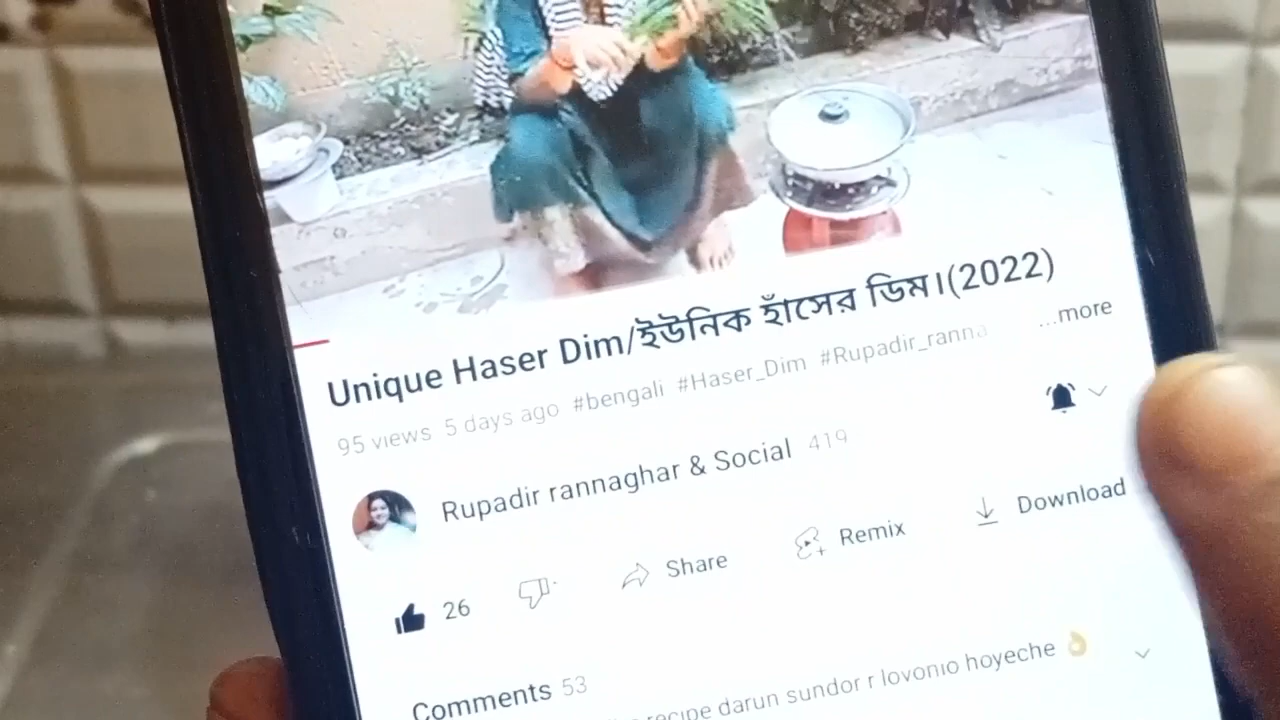 Unique Haser Dim/ইউনিক হাঁসের ডিম।(2022)
95 views 5 days ago #bengali #Haser_Dim #Rupadir_ranna ...more
Rupadir rannaghar & Social 419
26 Share Remix Download
Comments 53
recipe darun sundor r lovonio hoyeche 👌